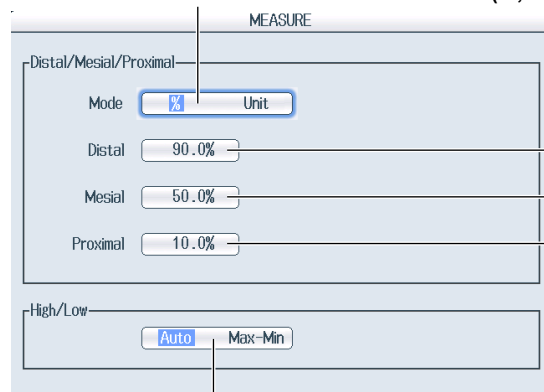 MEASURE
Distal/Mesial/Proximal
Mode % Unit
Distal 90.0%
Mesial 50.0%
Proximal 10.0%
High/Low
Auto Max-Min